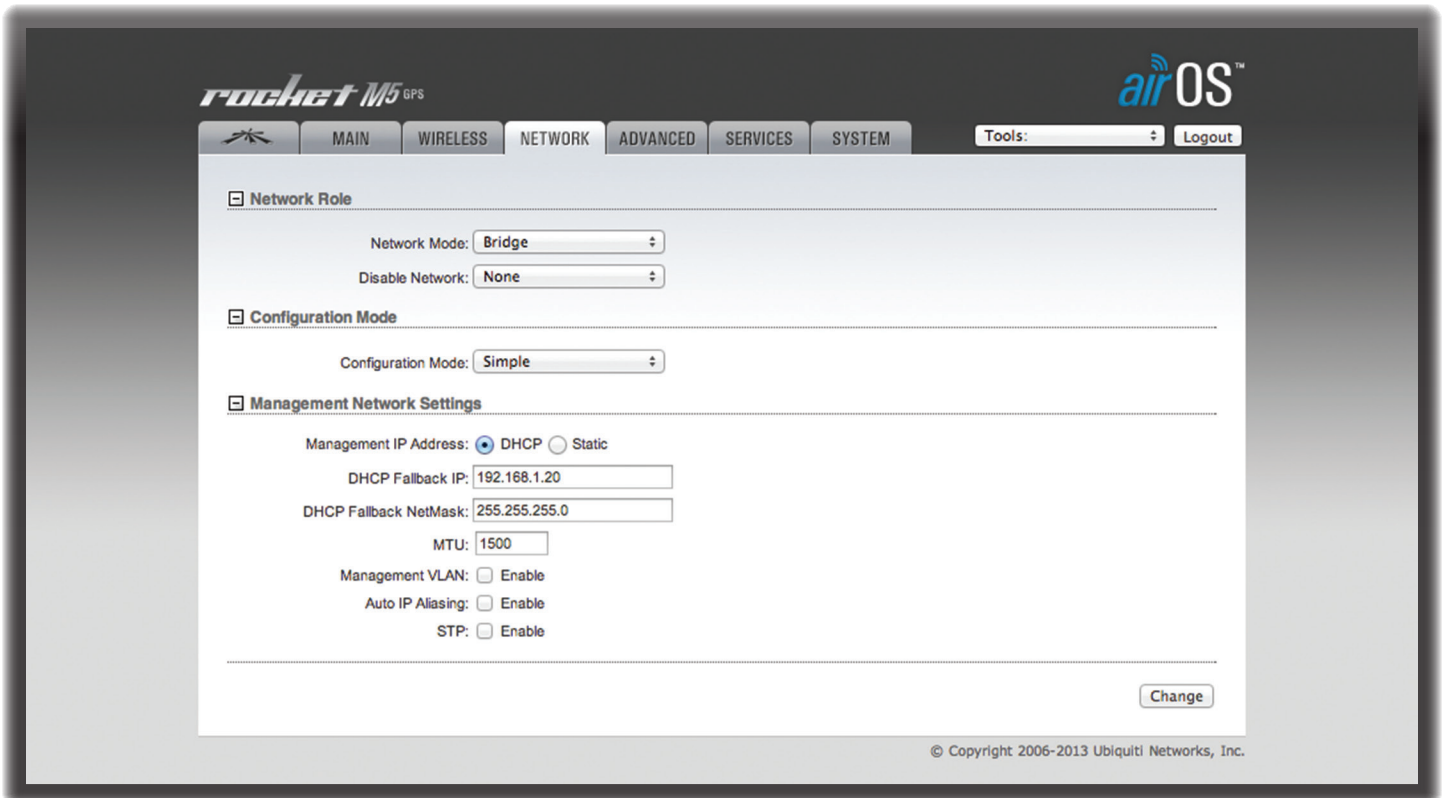 rocket M5 GPS
airOS™
MAIN WIRELESS NETWORK ADVANCED SERVICES SYSTEM Tools: Logout
Network Role
Network Mode: Bridge
Disable Network: None
Configuration Mode
Configuration Mode: Simple
Management Network Settings
Management IP Address: DHCP Static
DHCP Fallback IP: 192.168.1.20
DHCP Fallback NetMask: 255.255.255.0
MTU: 1500
Management VLAN: Enable
Auto IP Aliasing: Enable
STP: Enable
Change
© Copyright 2006-2013 Ubiquiti Networks, Inc.